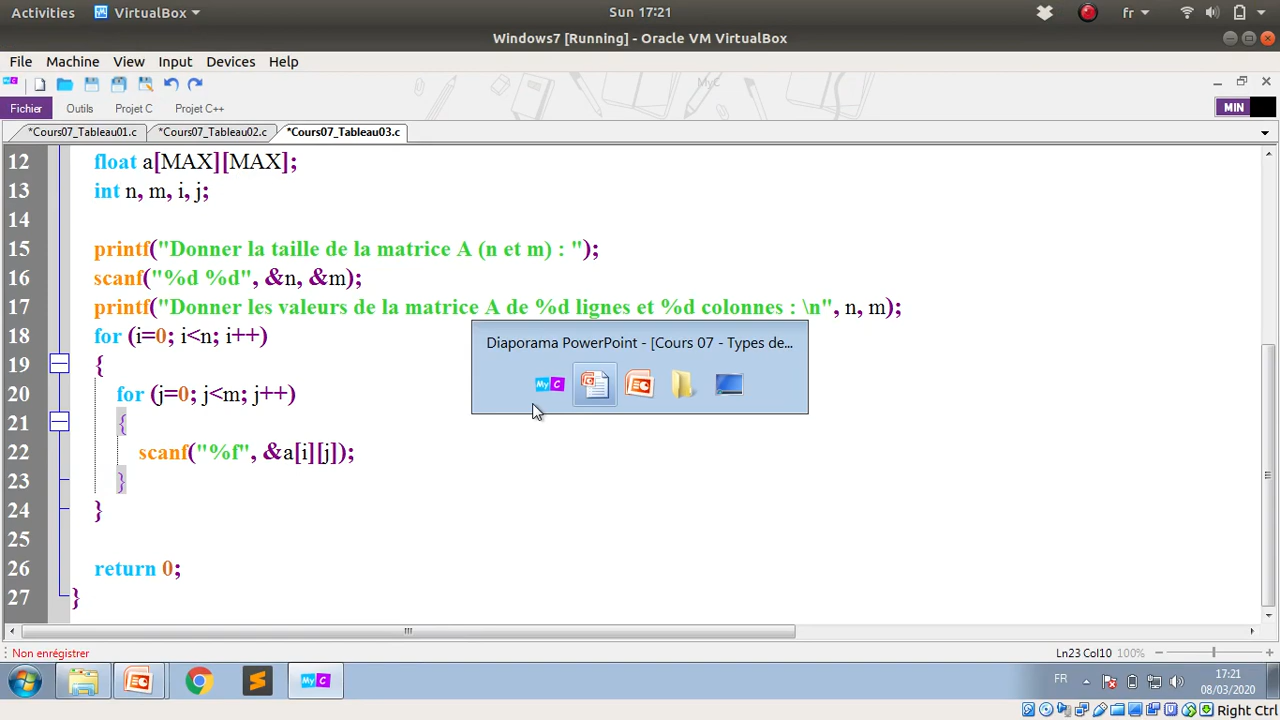 Activities VirtualBox Sun 17:21 fr
Windows7 [Running] - Oracle VM VirtualBox
File Machine View Input Devices Help
MyC
Fichier Outils Projet C Projet C++ MIN
*Cours07_Tableau01.c *Cours07_Tableau02.c *Cours07_Tableau03.c
12 float a[MAX][MAX];
13 int n, m, i, j;
14
15 printf("Donner la taille de la matrice A (n et m) : ");
16 scanf("%d %d", &n, &m);
17 printf("Donner les valeurs de la matrice A de %d lignes et %d colonnes : \n", n, m);
18 for (i=0; i<n; i++)
Diaporama PowerPoint - [Cours 07 - Types de...
MyC
19 {
20 for (j=0; j<m; j++)
21 {
22 scanf("%f", &a[i][j]);
23 }
24 }
25
26 return 0;
27 }
Non enregistrer Ln23 Col10 100%
MyC FR 17:21
08/03/2020
Right Ctrl